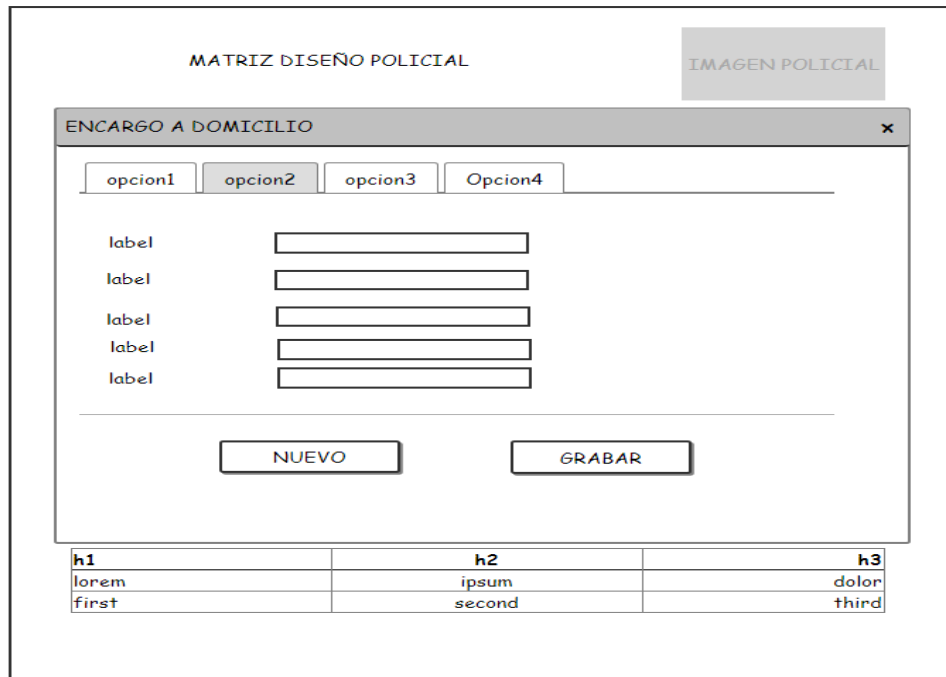 MATRIZ DISEÑO POLICIAL
IMAGEN POLICIAL
ENCARGO A DOMICILIO x
opcion1 opcion2 opcion3 Opcion4
label
label
label
label
label
NUEVO GRABAR
h1 h2 h3
lorem ipsum dolor
first second third